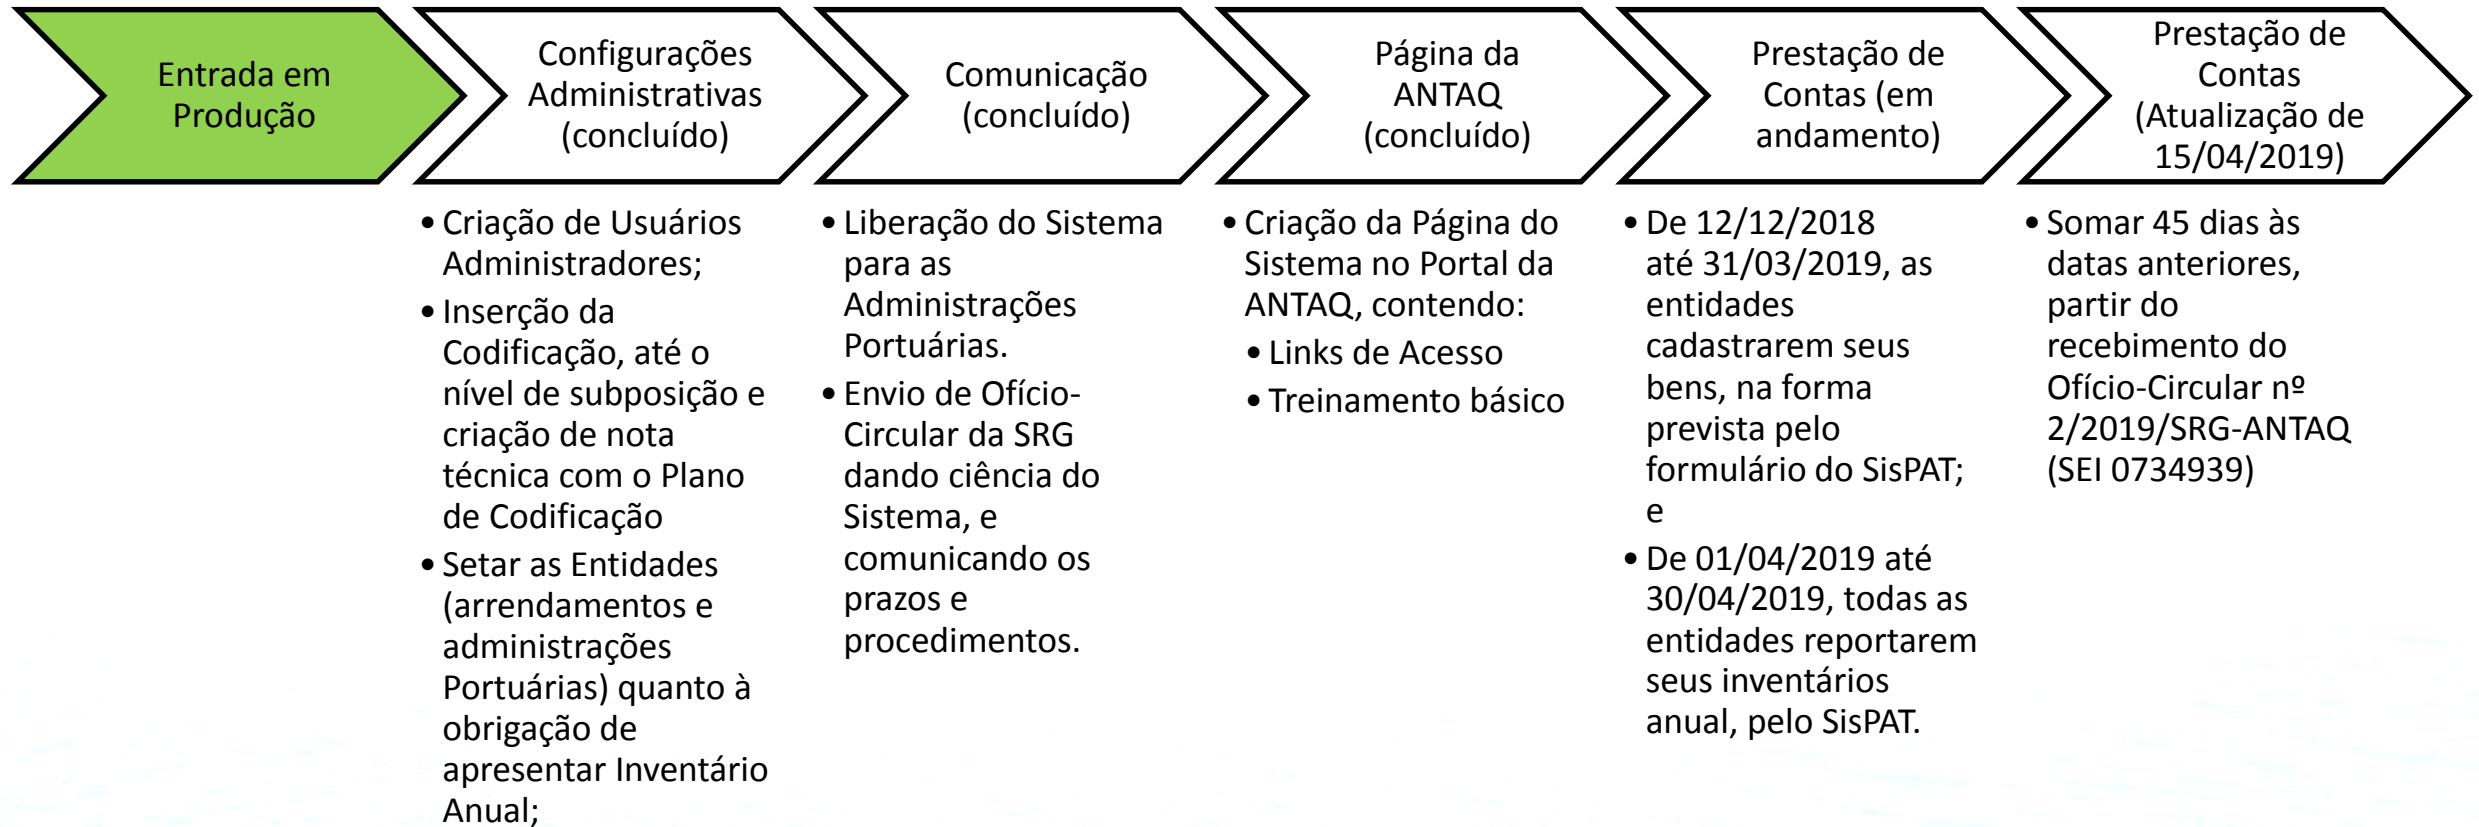 Entrada em
Produção
Configurações
Administrativas
(concluído)
Comunicação
(concluído)
Página da
ANTAQ
(concluído)
Prestação de
Contas (em
andamento)
Prestação de
Contas
(Atualização de
15/04/2019)
• Criação de Usuários
Administradores;
• Inserção da
Codificação, até o
nível de subposição e
criação de nota
técnica com o Plano
de Codificação
• Setar as Entidades
(arrendamentos e
administrações
Portuárias) quanto à
obrigação de
apresentar Inventário
Anual;
• Liberação do Sistema
para as
Administrações
Portuárias.
• Envio de Ofício-
Circular da SRG
dando ciência do
Sistema, e
comunicando os
prazos e
procedimentos.
• Criação da Página do
Sistema no Portal da
ANTAQ, contendo:
• Links de Acesso
• Treinamento básico
• De 12/12/2018
até 31/03/2019, as
entidades
cadastrarem seus
bens, na forma
prevista pelo
formulário do SisPAT;
e
• De 01/04/2019 até
30/04/2019, todas as
entidades reportarem
seus inventários
anual, pelo SisPAT.
• Somar 45 dias às
datas anteriores,
partir do
recebimento do
Ofício-Circular nº
2/2019/SRG-ANTAQ
(SEI 0734939)